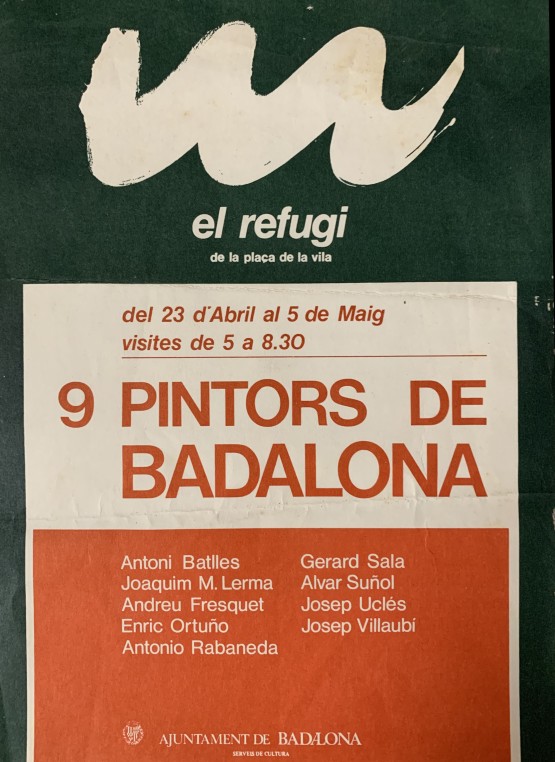 el refugi
de la plaça de la vila
del 23 d'Abril al 5 de Maig
visites de 5 a 8.30
9 PINTORS DE
BADALONA
Antoni Batlles
Joaquim M. Lerma
Andreu Fresquet
Enric Ortuño
Antonio Rabaneda
Gerard Sala
Alvar Suñol
Josep Uclés
Josep Villaubí
AJUNTAMENT DE BADALONA
SERVEIS DE CULTURA